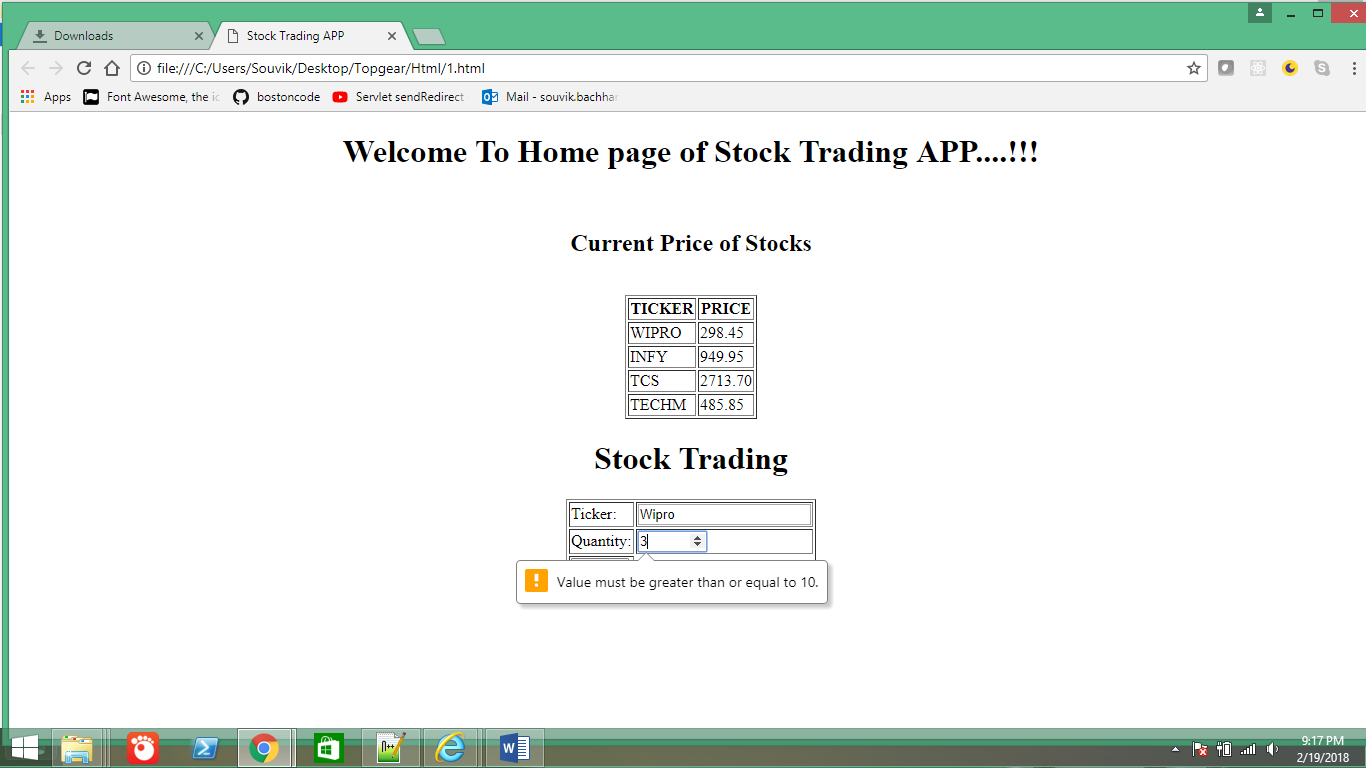 Downloads
Stock Trading APP
file:///C:/Users/Souvik/Desktop/Topgear/Html/1.html
Apps
Font Awesome, the ic
bostoncode
Servlet sendRedirect
Mail - souvik.bachhar
Welcome To Home page of Stock Trading APP....!!!
Current Price of Stocks
TICKER PRICE
WIPRO 298.45
INFY 949.95
TCS 2713.70
TECHM 485.85
Stock Trading
Ticker: Wipro
Quantity: 3
Value must be greater than or equal to 10.
9:17 PM
2/19/2018